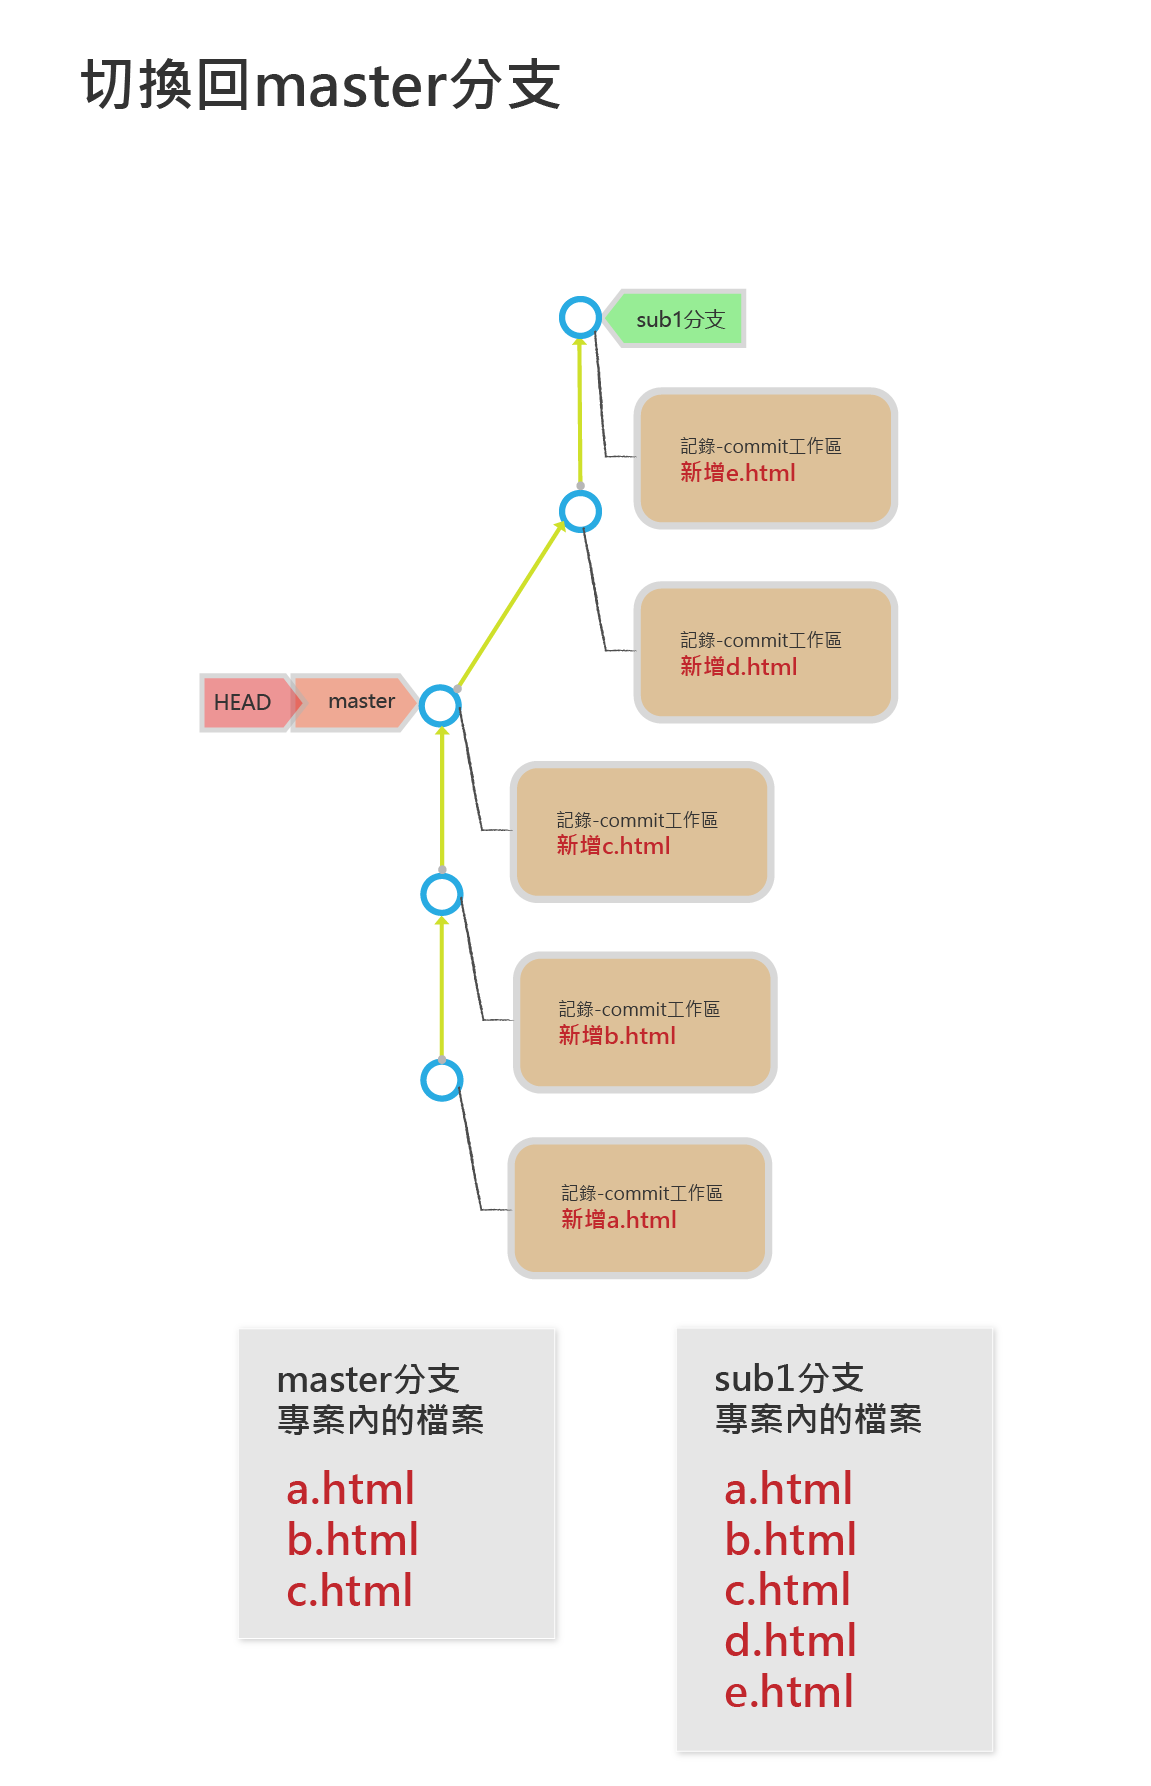 切換回master分支
sub1分支
記錄-commit工作區
新增e.html
記錄-commit工作區
新增d.html
HEAD
master
記錄-commit工作區
新增c.html
記錄-commit工作區
新增b.html
記錄-commit工作區
新增a.html
master分支
專案內的檔案
a.html
b.html
c.html
sub1分支
專案內的檔案
a.html
b.html
c.html
d.html
e.html